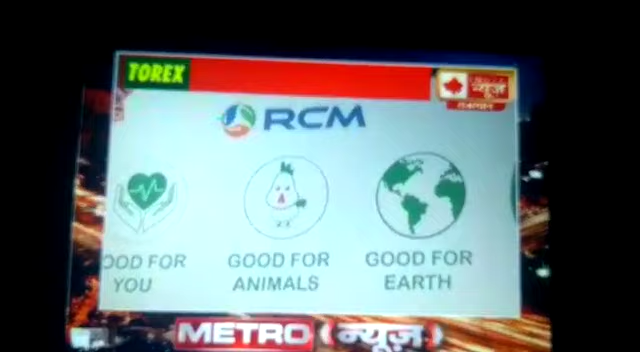 TOREX
न्यूज़
RCM
OOD FOR
YOU
GOOD FOR
ANIMALS
GOOD FOR
EARTH
METRO (न्यूज़)